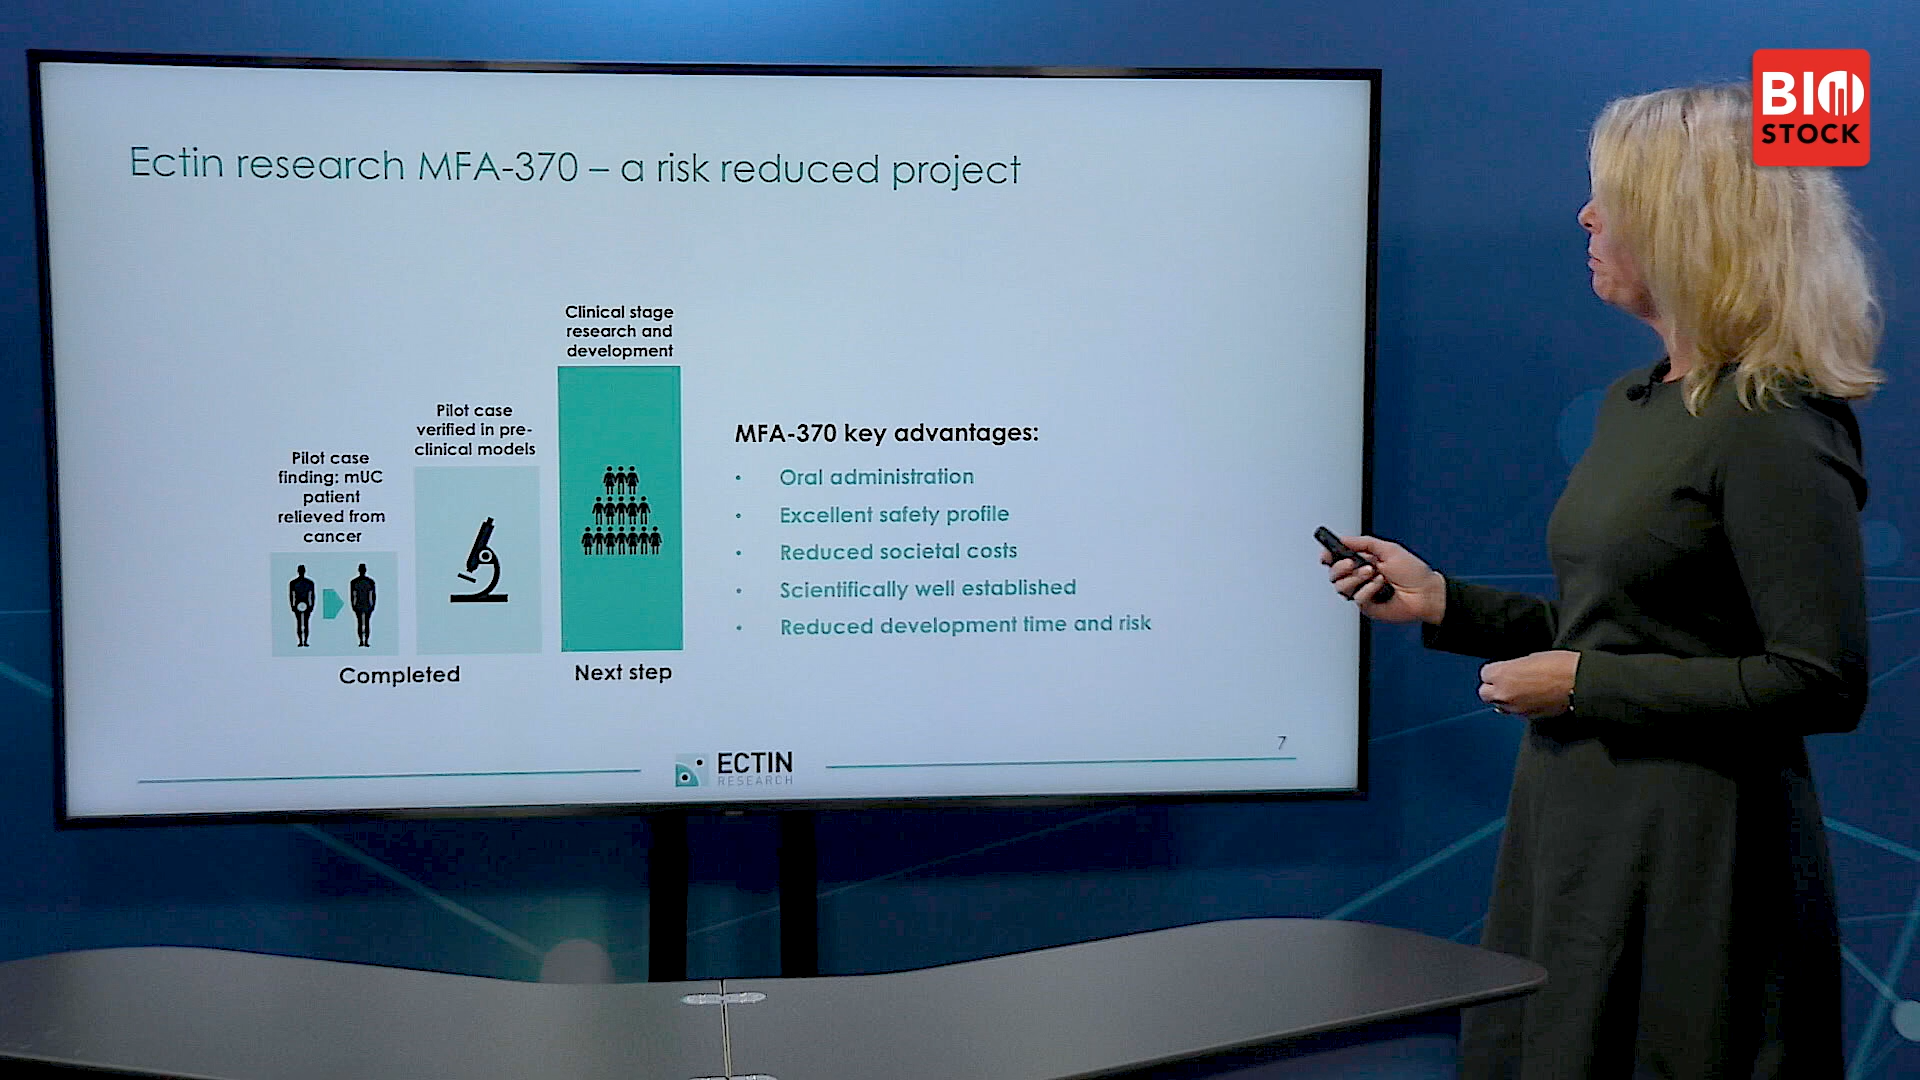 BIO
STOCK
Ectin research MFA-370 – a risk reduced project
Clinical stage
research and
development
Pilot case
verified in pre-
clinical models
Pilot case
finding: mUC
patient
relieved from
cancer
Completed
Next step
MFA-370 key advantages:
• Oral administration
• Excellent safety profile
• Reduced societal costs
• Scientifically well established
• Reduced development time and risk
7
ECTIN
RESEARCH